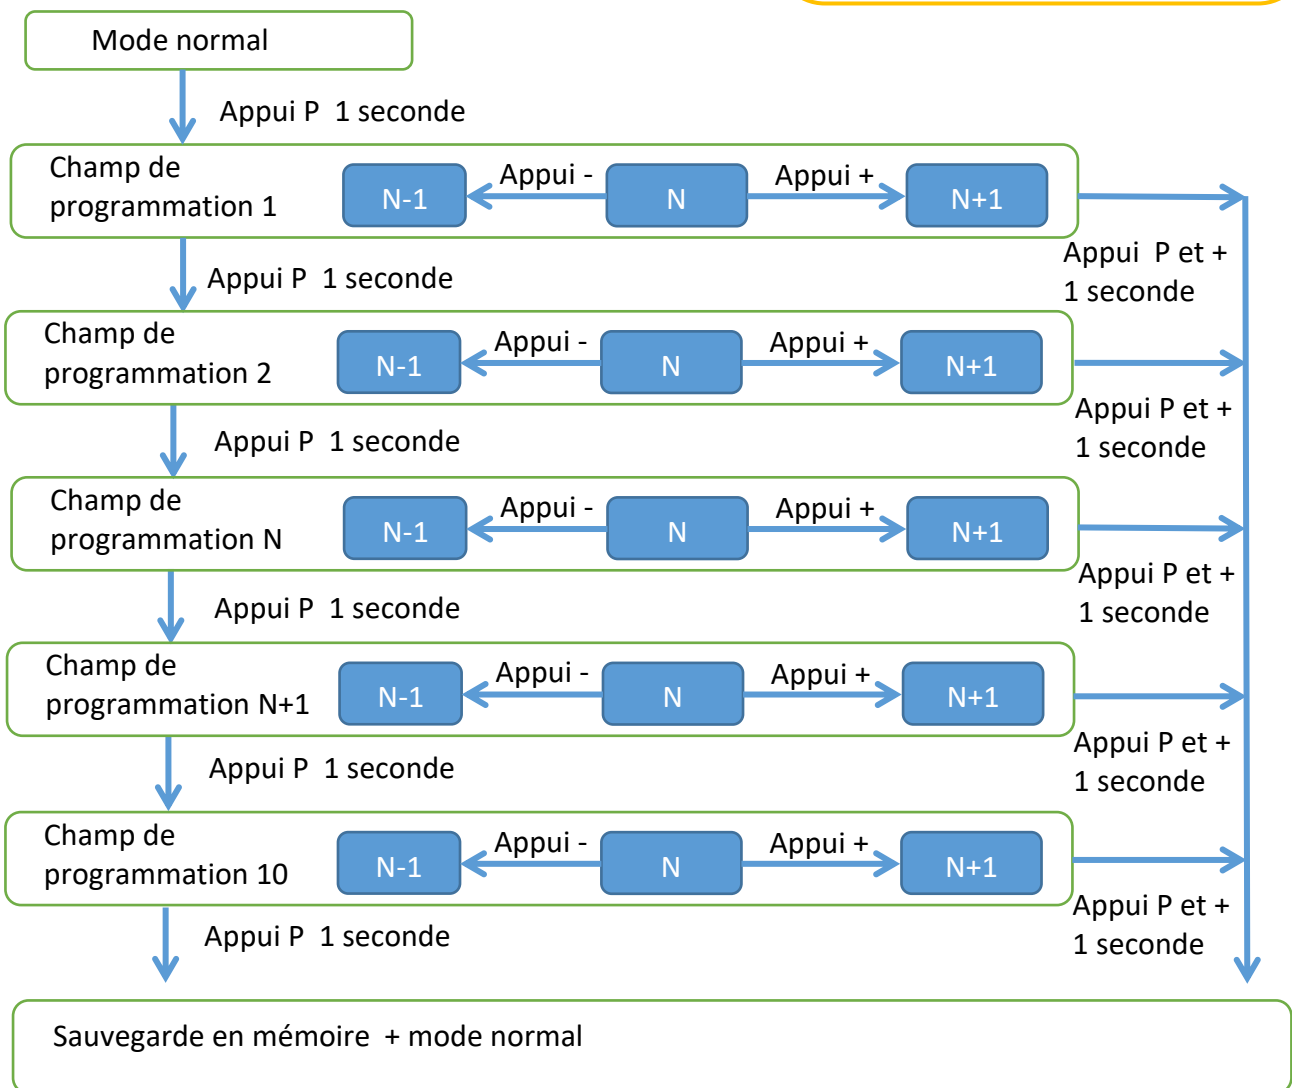 Mode normal
Appui P 1 seconde
Champ de
programmation 1
N-1
Appui -
N
Appui +
N+1
Appui P et +
1 seconde
Appui P 1 seconde
Champ de
programmation 2
N-1
Appui -
N
Appui +
N+1
Appui P et +
1 seconde
Appui P 1 seconde
Champ de
programmation N
N-1
Appui -
N
Appui +
N+1
Appui P et +
1 seconde
Appui P 1 seconde
Champ de
programmation N+1
N-1
Appui -
N
Appui +
N+1
Appui P et +
1 seconde
Appui P 1 seconde
Champ de
programmation 10
N-1
Appui -
N
Appui +
N+1
Appui P et +
1 seconde
Appui P 1 seconde
Sauvegarde en mémoire + mode normal